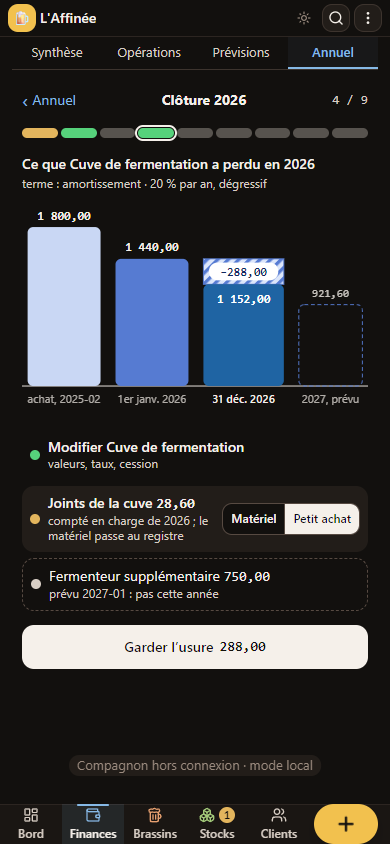 L'Affinée
Synthèse
Opérations
Prévisions
Annuel
‹ Annuel
Clôture 2026
4 / 9
Ce que Cuve de fermentation a perdu en 2026
terme : amortissement · 20 % par an, dégressif
1 800,00
1 440,00
−288,00
1 152,00
921,60
achat, 2025-02
1er janv. 2026
31 déc. 2026
2027, prévu
Modifier Cuve de fermentation
valeurs, taux, cession
Joints de la cuve 28,60
compté en charge de 2026 ; le
matériel passe au registre
Matériel
Petit achat
Fermenteur supplémentaire 750,00
prévu 2027-01 : pas cette année
Garder l’usure 288,00
Compagnon hors connexion · mode local
1
Bord
Finances
Brassins
Stocks
Clients
+